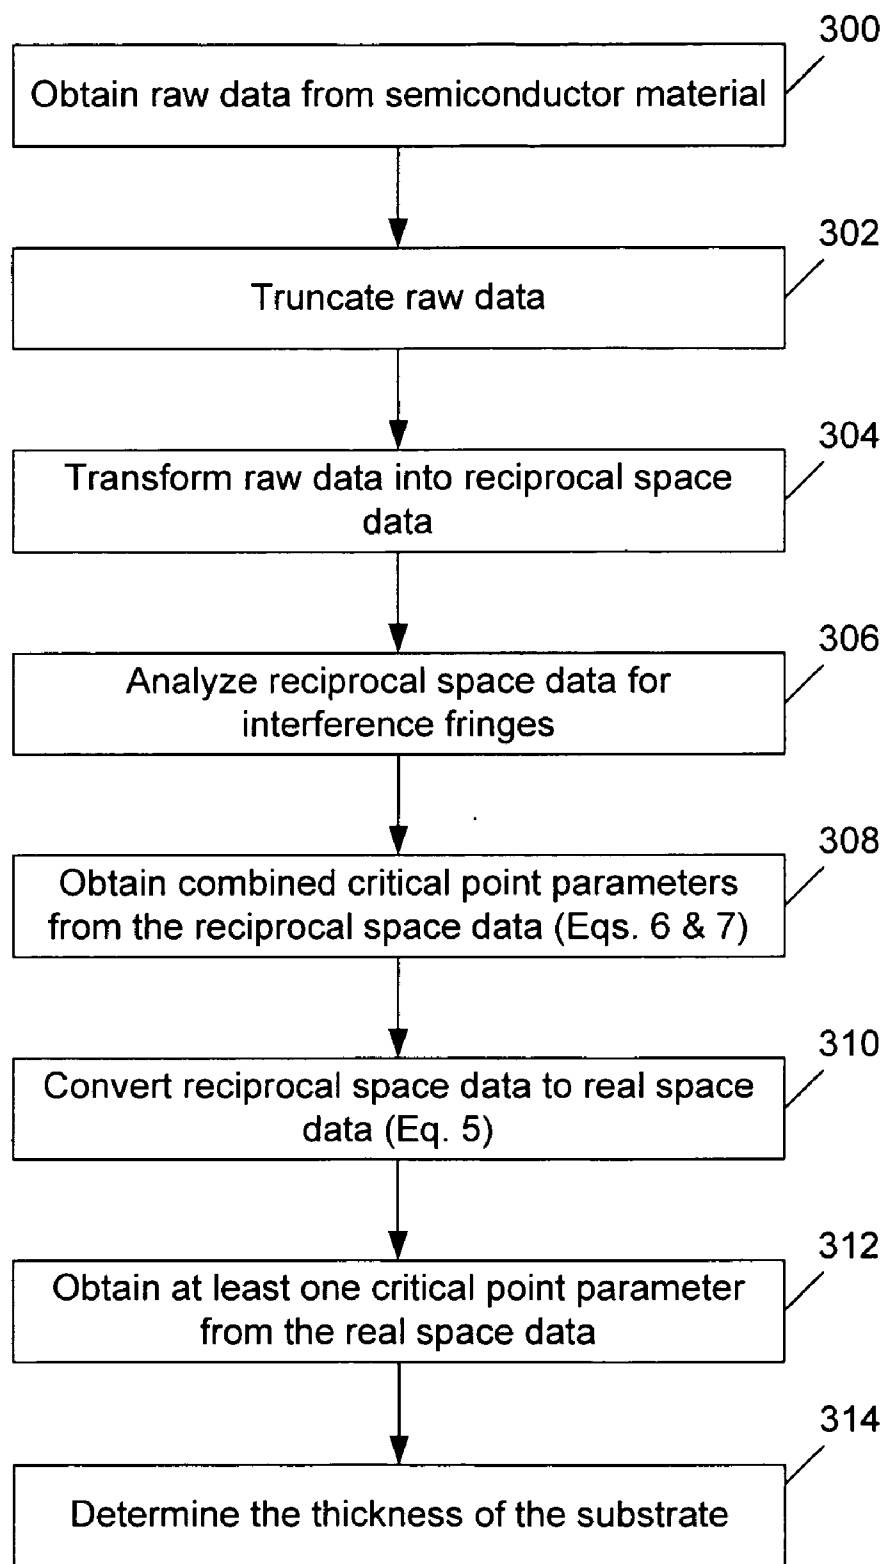 300
Obtain raw data from semiconductor material
302
Truncate raw data
304
Transform raw data into reciprocal space
data
306
Analyze reciprocal space data for
interference fringes
308
Obtain combined critical point parameters
from the reciprocal space data (Eqs. 6 & 7)
310
Convert reciprocal space data to real space
data (Eq. 5)
312
Obtain at least one critical point parameter
from the real space data
314
Determine the thickness of the substrate